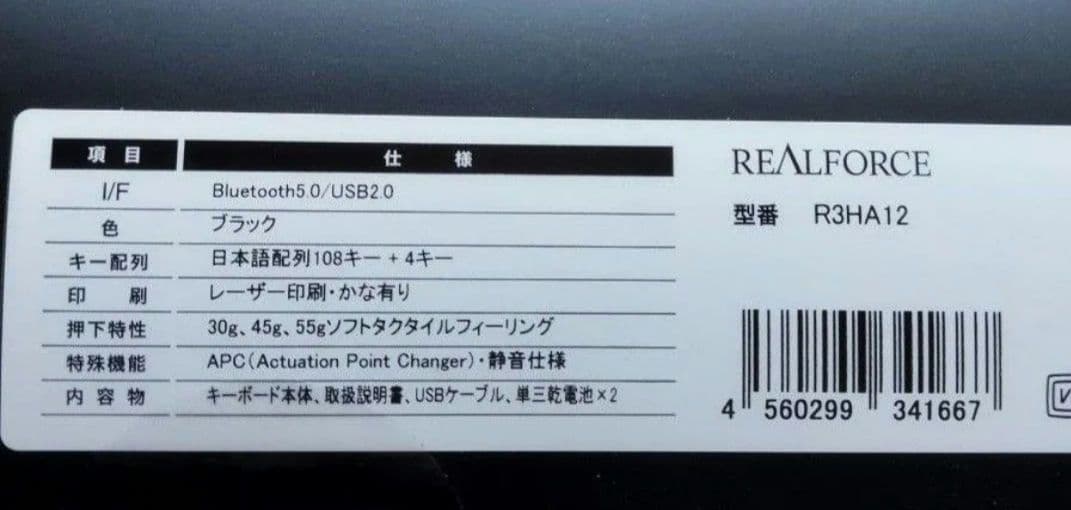 項 目 仕 様
I/F Bluetooth5.0/USB2.0
色 ブラック
キー配列 日本語配列108キー + 4キー
印 刷 レーザー印刷・かな有り
押下特性 30g、45g、55gソフトタクタイルフィーリング
特殊機能 APC(Actuation Point Changer)・静音仕様
内 容 物 キーボード本体、取扱説明書、USBケーブル、単三乾電池×2
REALFORCE
型番 R3HA12
4 560299 341667